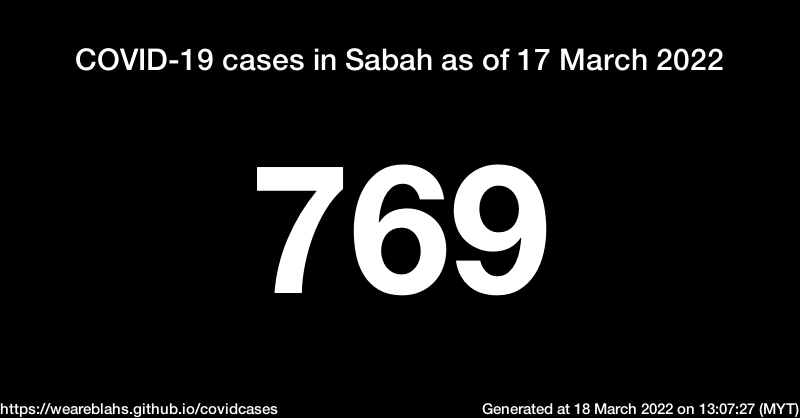 COVID-19 cases in Sabah as of 17 March 2022
769
https://weareblahs.github.io/covidcases
Generated at 18 March 2022 on 13:07:27 (MYT)